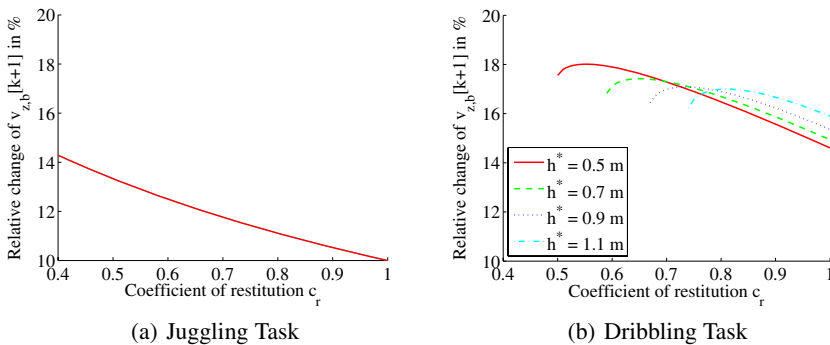 Relative change of v_{z,b}[k+1] in %
20
18
16
14
12
10
0.4 0.5 0.6 0.7 0.8 0.9 1
Coefficient of restitution c_r
(a) Juggling Task
Relative change of v_{z,b}[k+1] in %
20
18
16
14
12
10
h* = 0.5 m
h* = 0.7 m
h* = 0.9 m
h* = 1.1 m
0.4 0.5 0.6 0.7 0.8 0.9 1
Coefficient of restitution c_r
(b) Dribbling Task